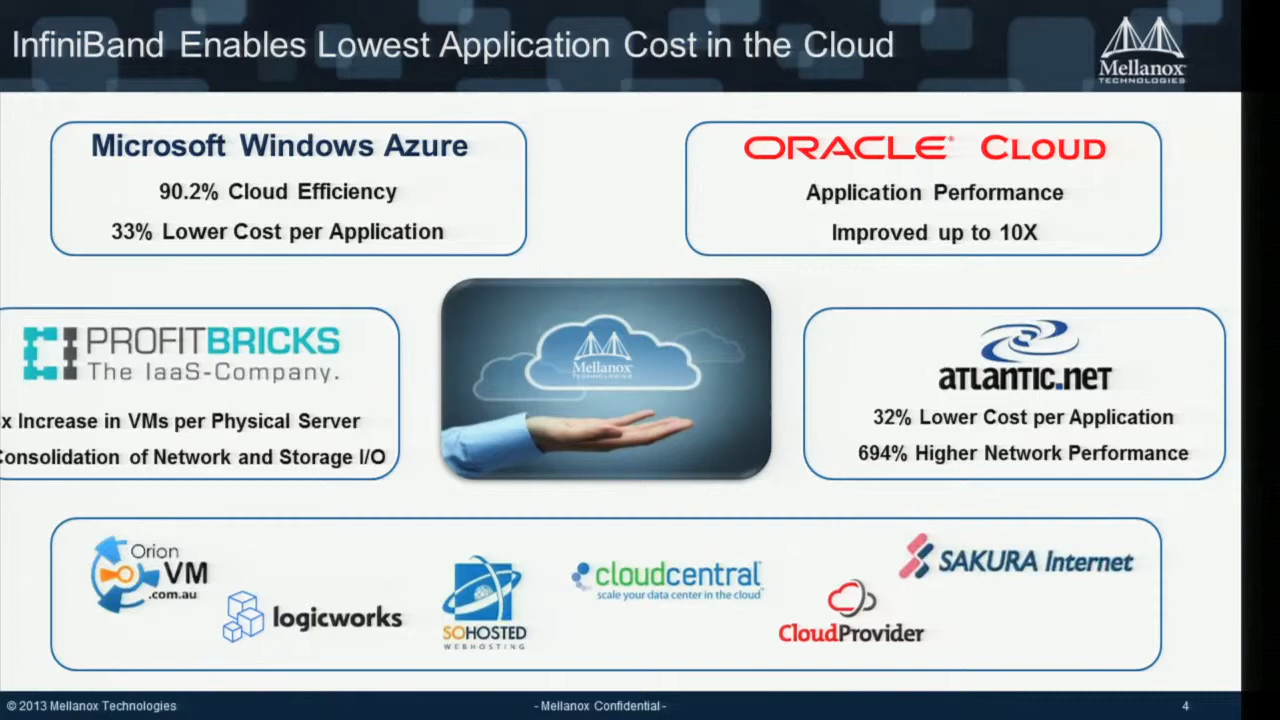 InfiniBand Enables Lowest Application Cost in the Cloud
Mellanox
TECHNOLOGIES
Microsoft Windows Azure
90.2% Cloud Efficiency
33% Lower Cost per Application
ORACLE® CLOUD
Application Performance
Improved up to 10X
PROFITBRICKS
The IaaS-Company.
x Increase in VMs per Physical Server
Consolidation of Network and Storage I/O
Mellanox
TECHNOLOGIES
ATLANTIC.NET
32% Lower Cost per Application
694% Higher Network Performance
Orion
VM
.com.au
logicworks
SOHOSTED
WEBHOSTING
cloudcentral
scale your data center in the cloud
CloudProvider
SAKURA Internet
© 2013 Mellanox Technologies
- Mellanox Confidential -
4